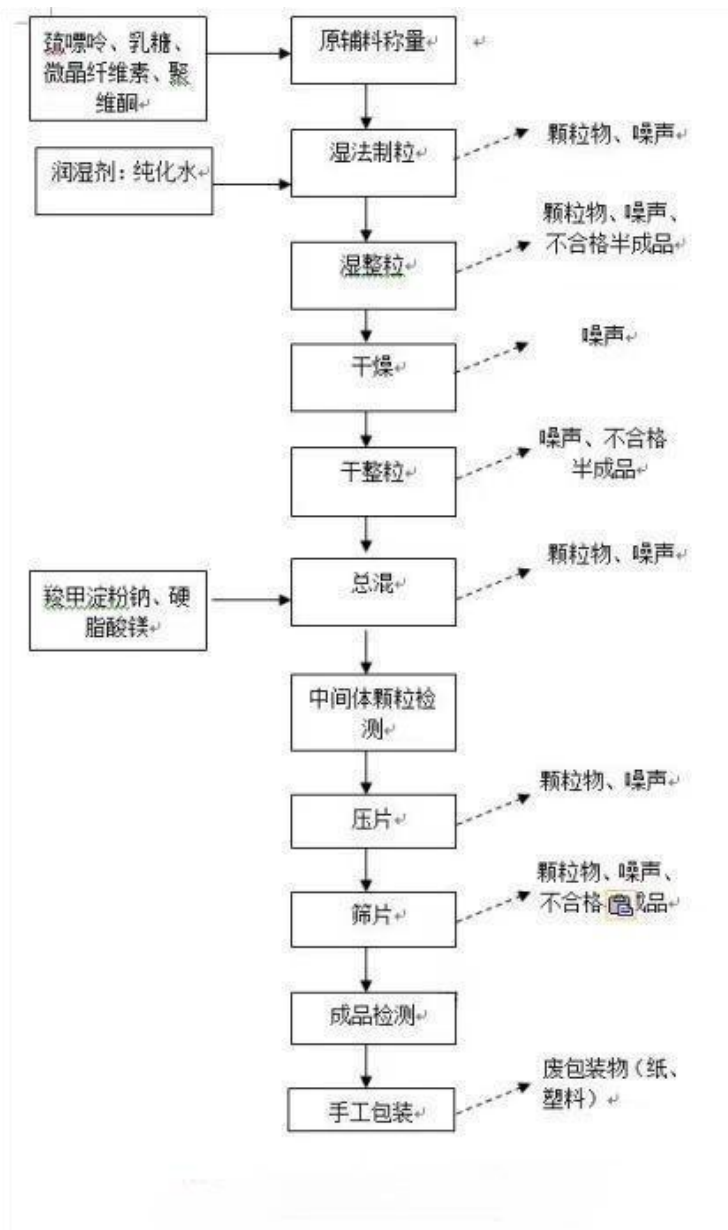 巯嘌呤、乳糖、
微晶纤维素、聚
维酮
原辅料称量
润湿剂：纯化水
湿法制粒
颗粒物、噪声
湿整粒
颗粒物、噪声、
不合格半成品
干燥
噪声
干整粒
噪声、不合格
半成品
羧甲淀粉钠、硬
脂酸镁
总混
颗粒物、噪声
中间体颗粒检
测
压片
颗粒物、噪声
筛片
颗粒物、噪声、
不合格 成品
成品检测
手工包装
废包装物（纸、
塑料）